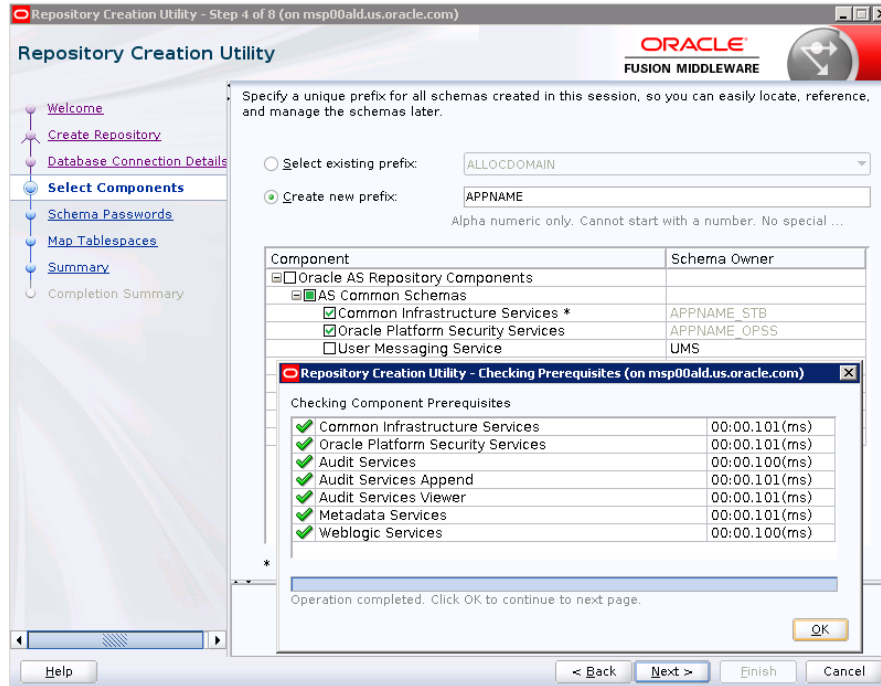 Repository Creation Utility - Step 4 of 8 (on msp00ald.us.oracle.com)
Repository Creation Utility
ORACLE
FUSION MIDDLEWARE
Welcome
Create Repository
Database Connection Details
Select Components
Schema Passwords
Map Tablespaces
Summary
Completion Summary
Specify a unique prefix for all schemas created in this session, so you can easily locate, reference,
and manage the schemas later.
Select existing prefix: ALLOCDOMAIN
Create new prefix: APPNAME
Alpha numeric only. Cannot start with a number. No special ...
Component Schema Owner
Oracle AS Repository Components
AS Common Schemas
Common Infrastructure Services * APPNAME_STB
Oracle Platform Security Services APPNAME_OPSS
User Messaging Service UMS
Repository Creation Utility - Checking Prerequisites (on msp00ald.us.oracle.com)
Checking Component Prerequisites
Common Infrastructure Services 00:00.101(ms)
Oracle Platform Security Services 00:00.101(ms)
Audit Services 00:00.100(ms)
Audit Services Append 00:00.101(ms)
Audit Services Viewer 00:00.101(ms)
Metadata Services 00:00.101(ms)
Weblogic Services 00:00.100(ms)
*
Operation completed. Click OK to continue to next page.
OK
Help < Back Next > Finish Cancel